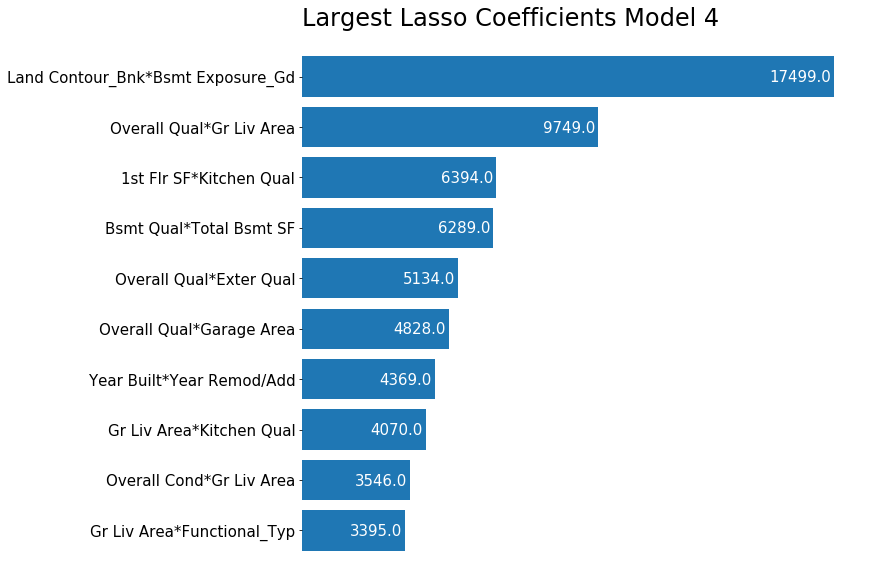 Largest Lasso Coefficients Model 4
Land Contour_Bnk*Bsmt Exposure_Gd 17499.0
Overall Qual*Gr Liv Area 9749.0
1st Flr SF*Kitchen Qual 6394.0
Bsmt Qual*Total Bsmt SF 6289.0
Overall Qual*Exter Qual 5134.0
Overall Qual*Garage Area 4828.0
Year Built*Year Remod/Add 4369.0
Gr Liv Area*Kitchen Qual 4070.0
Overall Cond*Gr Liv Area 3546.0
Gr Liv Area*Functional_Typ 3395.0